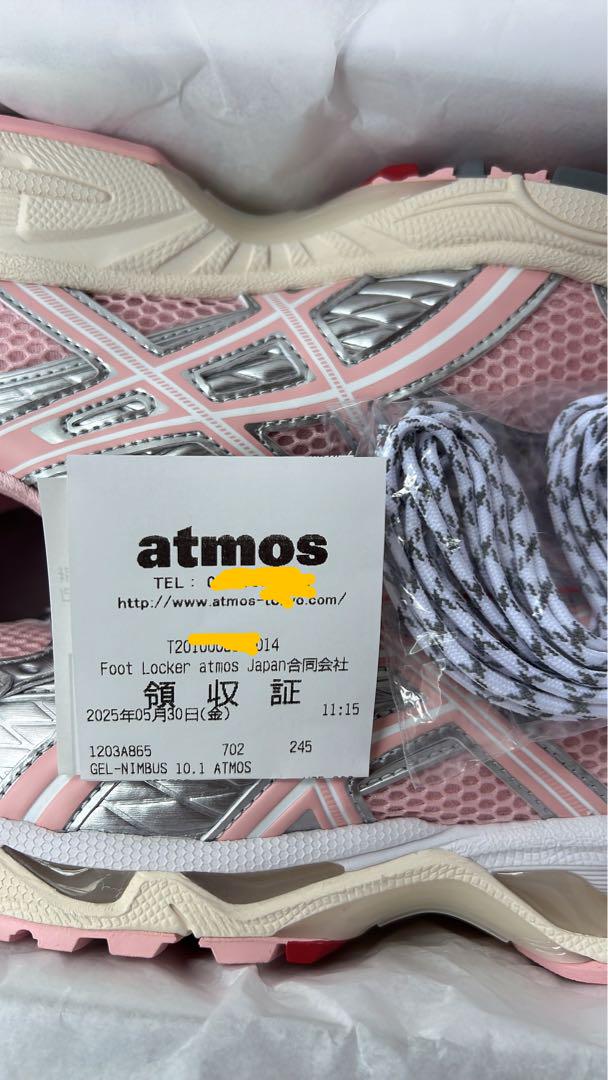 atmos
TEL :
http://www.atmos-to yo.com/
T201000 014
Foot Locker atmos Japan合同会社
領収証
2025年05月30日(金) 11:15
1203A865 702 245
GEL-NIMBUS 10.1 ATMOS